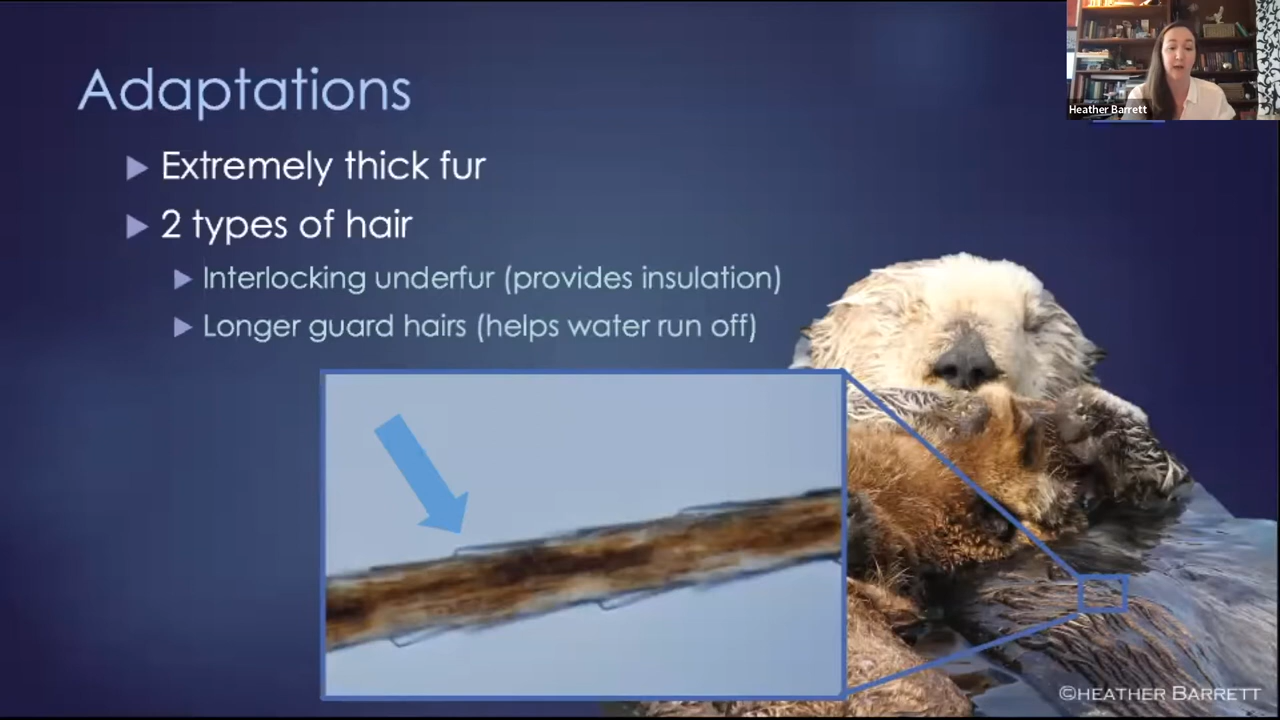 Adaptations
Extremely thick fur
2 types of hair
Interlocking underfur (provides insulation)
Longer guard hairs (helps water run off)
Heather Barrett
©HEATHER BARRETT